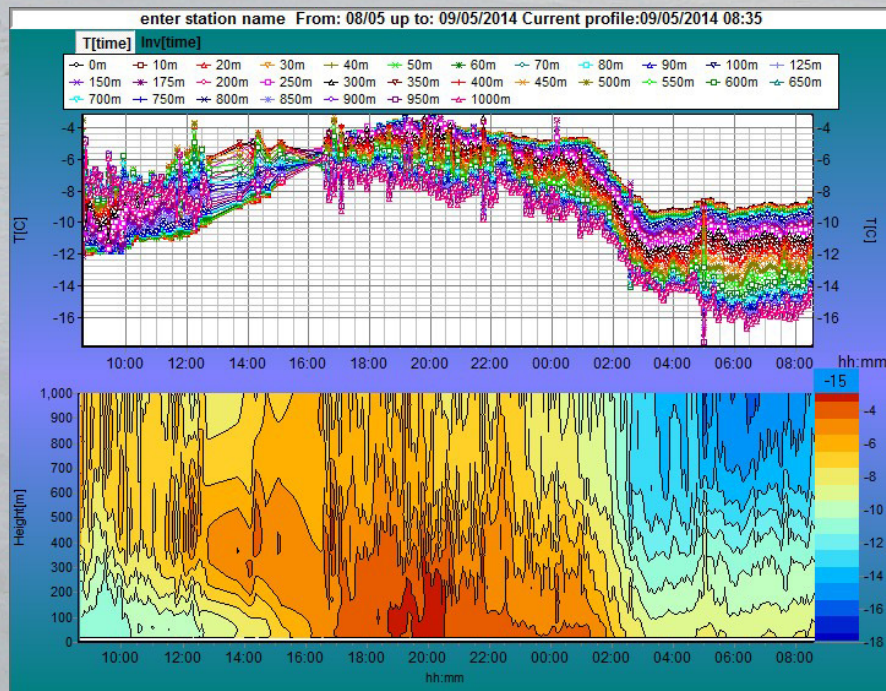 enter station name From: 08/05 up to: 09/05/2014 Current profile:09/05/2014 08:35
T[time] Inv[time]
0m 10m 20m 30m 40m 50m 60m 70m 80m 90m 100m 125m
150m 175m 200m 250m 300m 350m 400m 450m 500m 550m 600m 650m
700m 750m 800m 850m 900m 950m 1000m
-4 -4
-6 -6
-8 -8
-10 -10
-12 -12
-14 -14
-16 -16
T[C] T[C]
10:00 12:00 14:00 16:00 18:00 20:00 22:00 00:00 02:00 04:00 06:00 08:00 hh:mm
-15
1,000
900 -4
800 -6
700
600 -8
500 -10
400 -12
300
200 -14
100 -16
0 -18
Height[m]
10:00 12:00 14:00 16:00 18:00 20:00 22:00 00:00 02:00 04:00 06:00 08:00
hh:mm